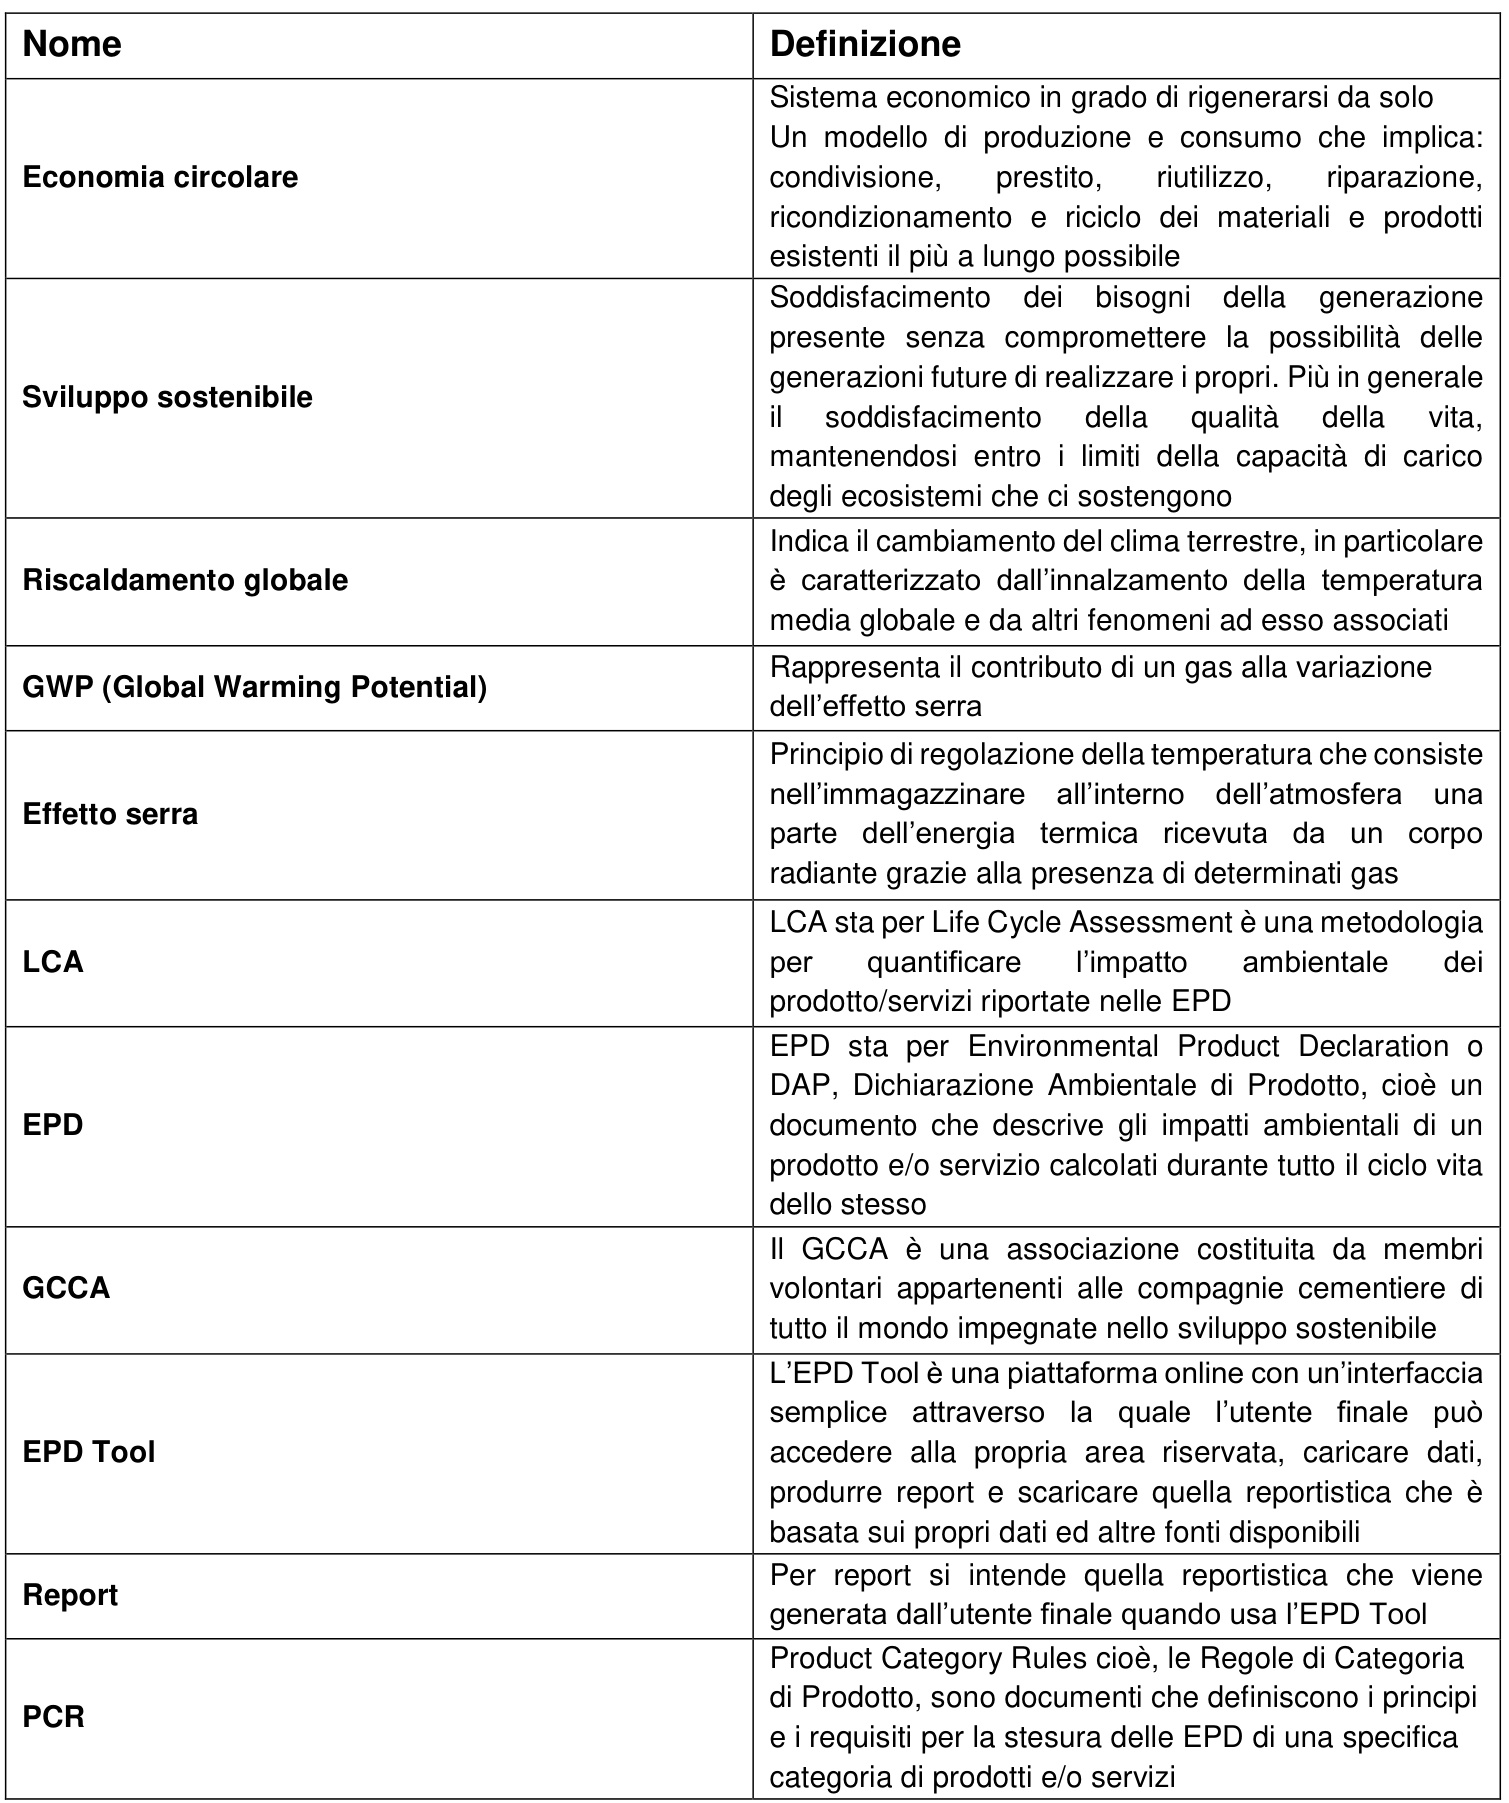 Nome
Definizione
Economia circolare
Sistema economico in grado di rigenerarsi da solo
Un modello di produzione e consumo che implica:
condivisione, prestito, riutilizzo, riparazione,
ricondizionamento e riciclo dei materiali e prodotti
esistenti il più a lungo possibile
Sviluppo sostenibile
Soddisfacimento dei bisogni della generazione
presente senza compromettere la possibilità delle
generazioni future di realizzare i propri. Più in generale
il soddisfacimento della qualità della vita,
mantenendosi entro i limiti della capacità di carico
degli ecosistemi che ci sostengono
Riscaldamento globale
Indica il cambiamento del clima terrestre, in particolare
è caratterizzato dall’innalzamento della temperatura
media globale e da altri fenomeni ad esso associati
GWP (Global Warming Potential)
Rappresenta il contributo di un gas alla variazione
dell’effetto serra
Effetto serra
Principio di regolazione della temperatura che consiste
nell’immagazzinare all’interno dell’atmosfera una
parte dell’energia termica ricevuta da un corpo
radiante grazie alla presenza di determinati gas
LCA
LCA sta per Life Cycle Assessment è una metodologia
per quantificare l’impatto ambientale dei
prodotto/servizi riportate nelle EPD
EPD
EPD sta per Environmental Product Declaration o
DAP, Dichiarazione Ambientale di Prodotto, cioè un
documento che descrive gli impatti ambientali di un
prodotto e/o servizio calcolati durante tutto il ciclo vita
dello stesso
GCCA
Il GCCA è una associazione costituita da membri
volontari appartenenti alle compagnie cementiere di
tutto il mondo impegnate nello sviluppo sostenibile
EPD Tool
L’EPD Tool è una piattaforma online con un’interfaccia
semplice attraverso la quale l’utente finale può
accedere alla propria area riservata, caricare dati,
produrre report e scaricare quella reportistica che è
basata sui propri dati ed altre fonti disponibili
Report
Per report si intende quella reportistica che viene
generata dall’utente finale quando usa l’EPD Tool
PCR
Product Category Rules cioè, le Regole di Categoria
di Prodotto, sono documenti che definiscono i principi
e i requisiti per la stesura delle EPD di una specifica
categoria di prodotti e/o servizi